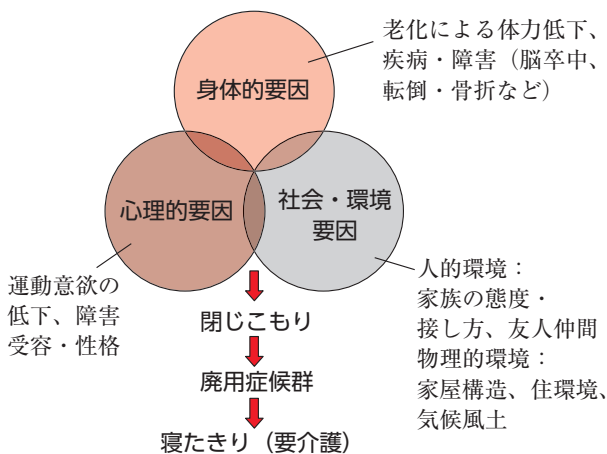 老化による体力低下、
疾病・障害（脳卒中、
転倒・骨折など）
身体的要因
心理的要因
社会・環境
要因
運動意欲の
低下、障害
受容・性格
人的環境：
家族の態度・
接し方、友人仲間
物理的環境：
家屋構造、住環境、
気候風土
閉じこもり
廃用症候群
寝たきり（要介護）